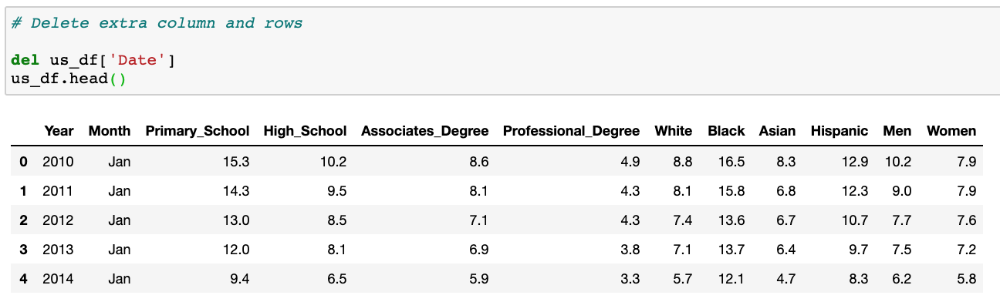 # Delete extra column and rows
del us_df['Date']
us_df.head()
Year Month Primary_School High_School Associates_Degree Professional_Degree White Black Asian Hispanic Men Women
0 2010 Jan 15.3 10.2 8.6 4.9 8.8 16.5 8.3 12.9 10.2 7.9
1 2011 Jan 14.3 9.5 8.1 4.3 8.1 15.8 6.8 12.3 9.0 7.9
2 2012 Jan 13.0 8.5 7.1 4.3 7.4 13.6 6.7 10.7 7.7 7.6
3 2013 Jan 12.0 8.1 6.9 3.8 7.1 13.7 6.4 9.7 7.5 7.2
4 2014 Jan 9.4 6.5 5.9 3.3 5.7 12.1 4.7 8.3 6.2 5.8